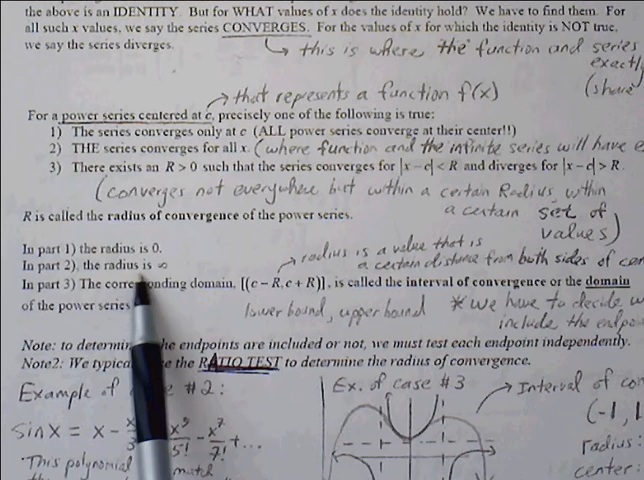 the above is an IDENTITY. But for WHAT values of x does the identity hold? We have to find them. For
all such x values, we say the series CONVERGES. For the values of x for which the identity is NOT true,
we say the series diverges.
this is where the function and series
exactly
(share
that represents a function f(x)
For a power series centered at c, precisely one of the following is true:
1) The series converges only at c (ALL power series converge at their center!!)
2) THE series converges for all x. (where function and the infinite series will have e
3) There exists an R > 0 such that the series converges for |x – c| < R and diverges for |x – c| > R.
(converges not everywhere but within a certain Radius, within
a certain set of
values)
R is called the radius of convergence of the power series.
In part 1) the radius is 0.
radius is a value that is
In part 2), the radius is ∞
a certain distance from both sides of cen
In part 3) The corresponding domain, [(c – R, c + R)], is called the interval of convergence or the domain
of the power series
lower bound, upper bound
*we have to decide w
include the endpo
Note: to determin he endpoints are included or not, we must test each endpoint independently.
Note2: We typica e the RATIO TEST to determine the radius of convergence.
Example of se #2:
Ex. of case #3
Interval of con
(-1, 1
sin x = x - x/3 x^5/5! - x^7/7! + ...
radius:
center:
This polynomial match